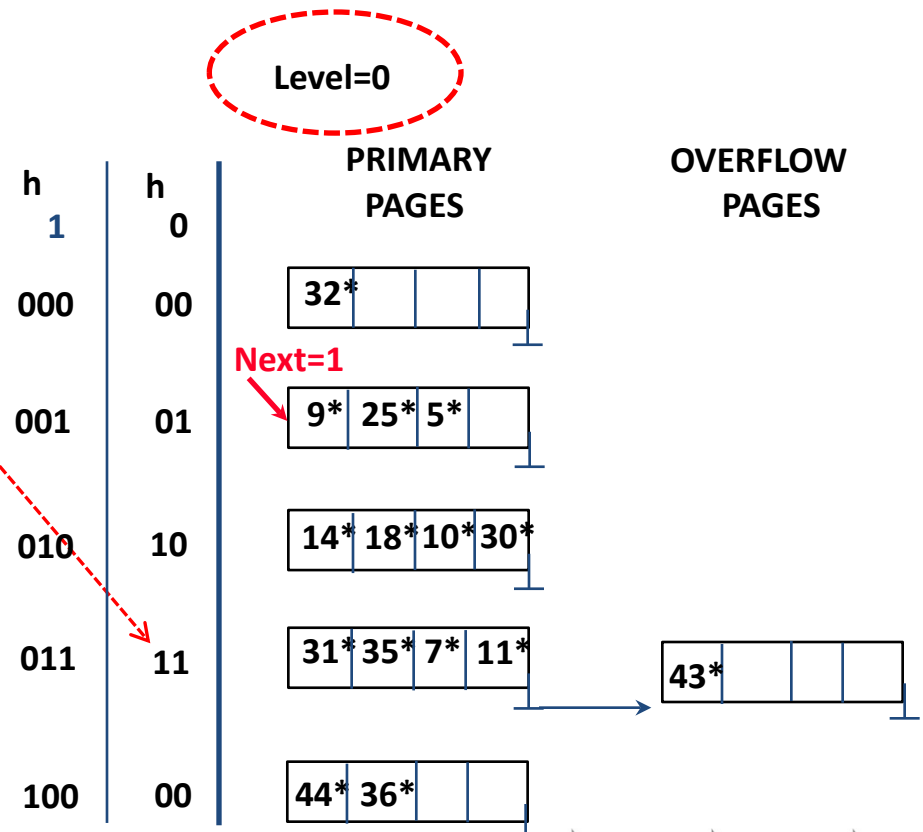 Level=0
h h PRIMARY OVERFLOW
1 0 PAGES PAGES
000 00 32*
Next=1
001 01 9* 25* 5*
010 10 14* 18* 10* 30*
011 11 31* 35* 7* 11* 43*
100 00 44* 36*